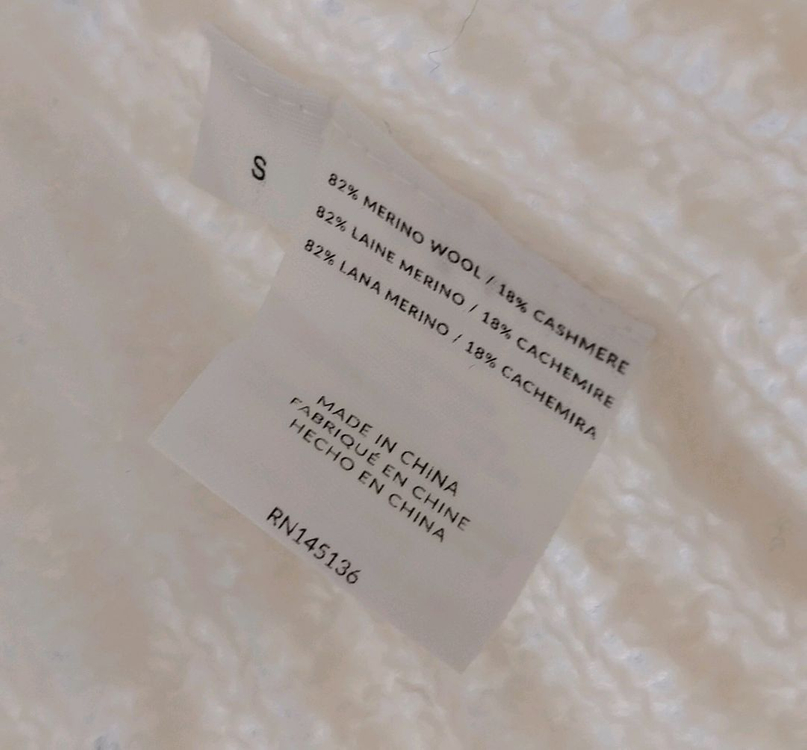 S
82% MERINO WOOL / 18% CASHMERE
82% LAINE MERINO / 18% CACHEMIRE
82% LANA MERINO / 18% CACHEMIRA
MADE IN CHINA
FABRIQUÉ EN CHINE
HECHO EN CHINA
RN145136